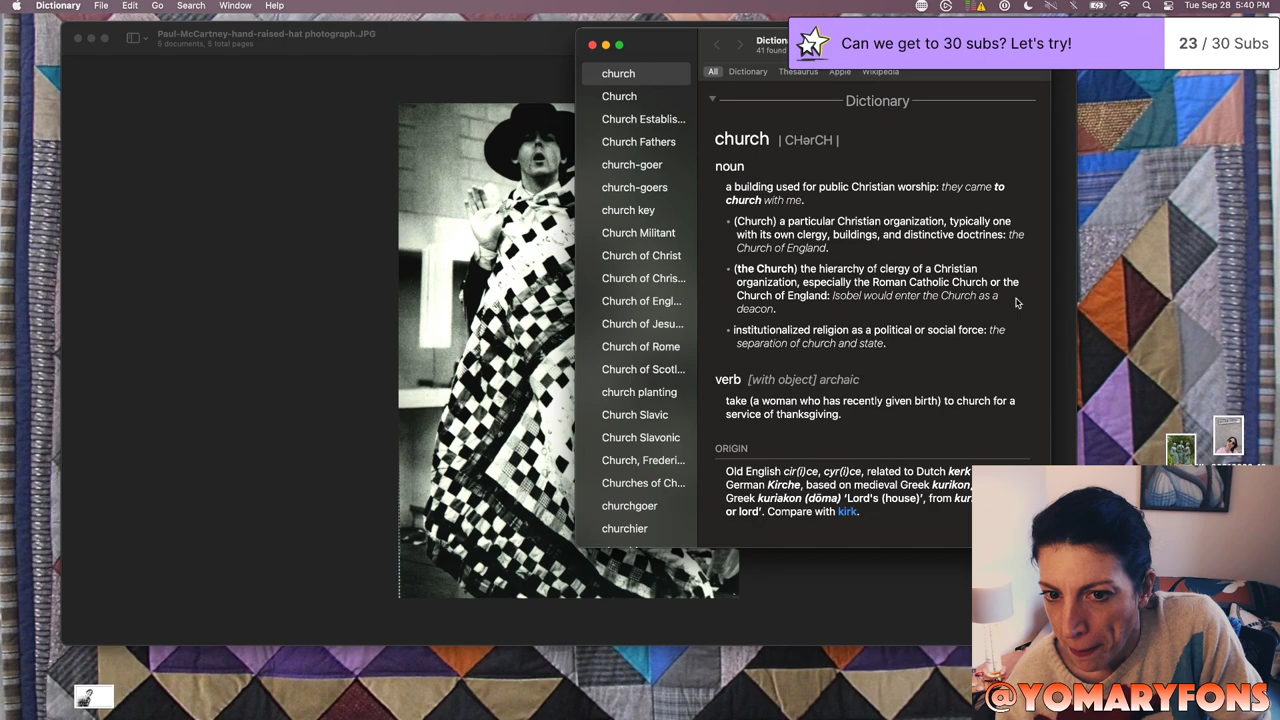 Dictionary File Edit Go Search Window Help
Tue Sep 28 5:40 PM
Paul-McCartney-hand-raised-hat photograph.JPG
5 documents, 5 total pages
Can we get to 30 subs? Let's try!
23 / 30 Subs
41 found
All Dictionary Thesaurus Apple Wikipedia
church
Church
Church Establis...
Church Fathers
church-goer
church-goers
church key
Church Militant
Church of Christ
Church of Chris...
Church of Engl...
Church of Jesu...
Church of Rome
Church of Scotl...
church planting
Church Slavic
Church Slavonic
Church, Frederi...
Churches of Ch...
churchgoer
churchier
Dictionary
church | CHərCH |
noun
a building used for public Christian worship: they came to
church with me.
• (Church) a particular Christian organization, typically one
with its own clergy, buildings, and distinctive doctrines: the
Church of England.
• (the Church) the hierarchy of clergy of a Christian
organization, especially the Roman Catholic Church or the
Church of England: Isobel would enter the Church as a
deacon.
• institutionalized religion as a political or social force: the
separation of church and state.
verb [with object] archaic
take (a woman who has recently given birth) to church for a
service of thanksgiving.
ORIGIN
Old English cir(i)ce, cyr(i)ce, related to Dutch kerk
German Kirche, based on medieval Greek kurikon,
Greek kuriakon (dōma) ‘Lord's (house)’, from
or lord’. Compare with kirk.
@YOMARYFONS